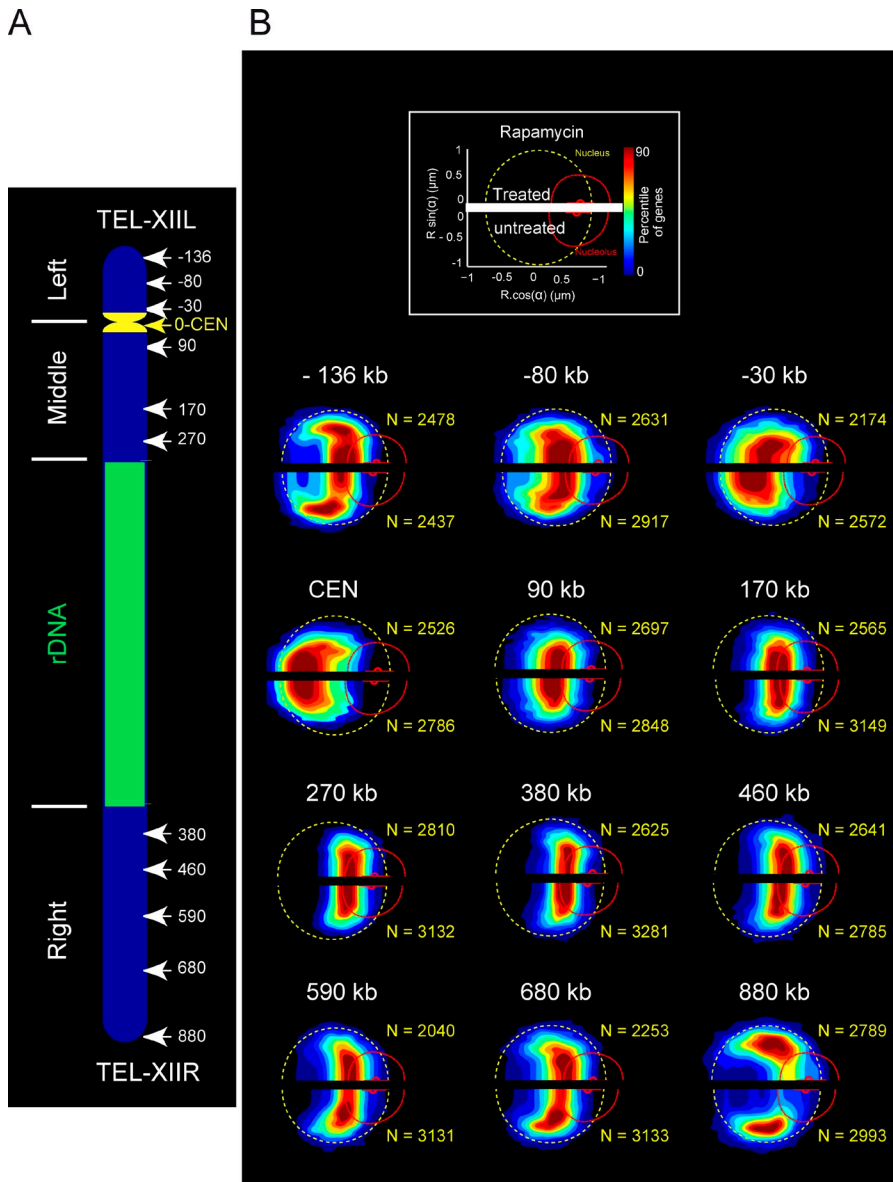 A
B
TEL-XIIL
Left
Middle
rDNA
Right
-136
-80
-30
0-CEN
90
170
270
380
460
590
680
880
TEL-XIIR
Rapamycin
Nucleus
Treated
untreated
Nucleolus
R sin(α) (µm)
1
0.5
0
0
- 0.5
-1
−1
-0.5
0
0.5
-1
R.cos(α) (µm)
90
0
Percentile
of genes
- 136 kb
N = 2478
N = 2437
-80 kb
N = 2631
N = 2917
-30 kb
N = 2174
N = 2572
CEN
N = 2526
N = 2786
90 kb
N = 2697
N = 2848
170 kb
N = 2565
N = 3149
270 kb
N = 2810
N = 3132
380 kb
N = 2625
N = 3281
460 kb
N = 2641
N = 2785
590 kb
N = 2040
N = 3131
680 kb
N = 2253
N = 3133
880 kb
N = 2789
N = 2993